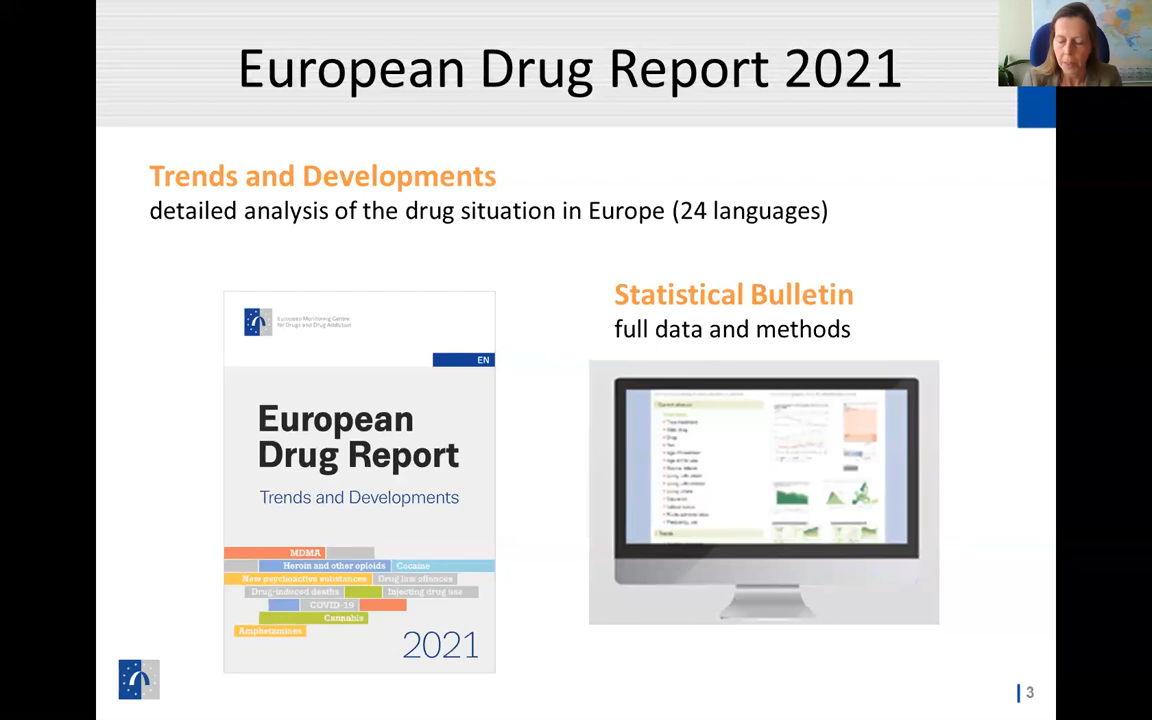 European Drug Report 2021
Trends and Developments
detailed analysis of the drug situation in Europe (24 languages)
Statistical Bulletin
full data and methods
European Monitoring Centre
for Drugs and Drug Addiction
EN
European
Drug Report
Trends and Developments
MDMA
Heroin and other opioids Cocaine
New psychoactive substances Drug law offences
Drug-induced deaths Injecting drug use
COVID-19
Cannabis
Amphetamines
2021
3